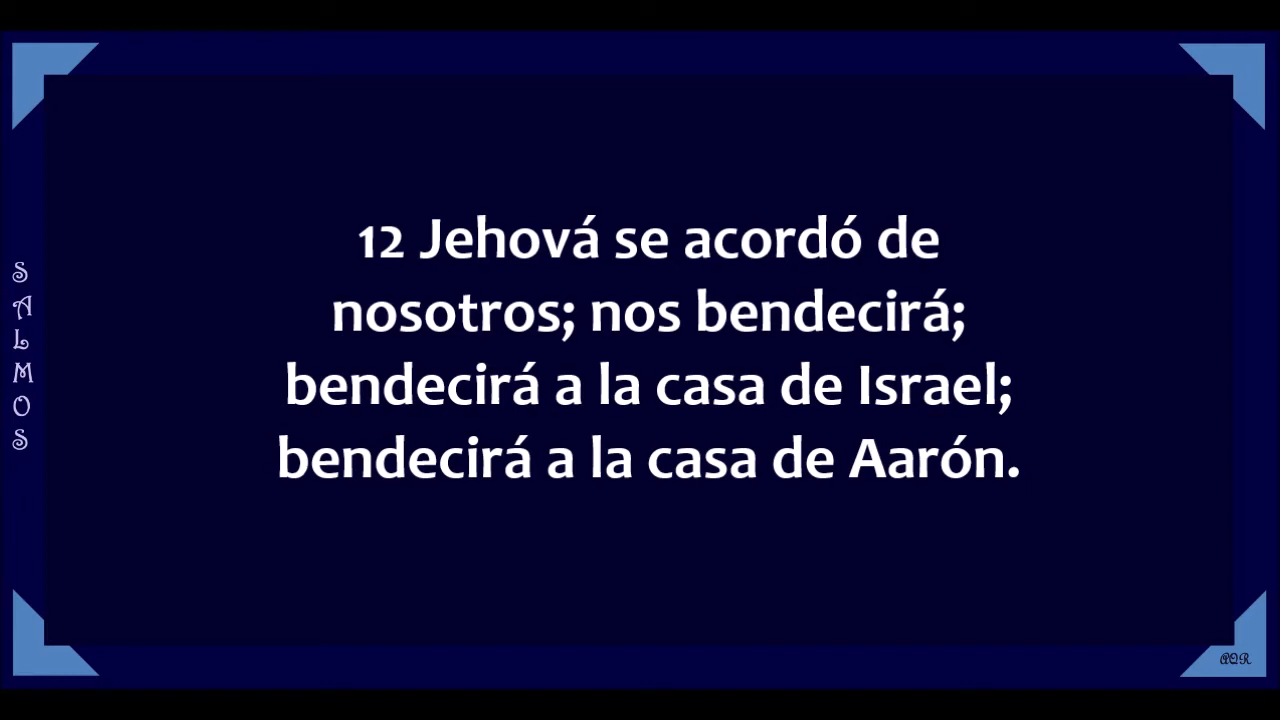 12 Jehová se acordó de
nosotros; nos bendecirá;
bendecirá a la casa de Israel;
bendecirá a la casa de Aarón.
SALMOS